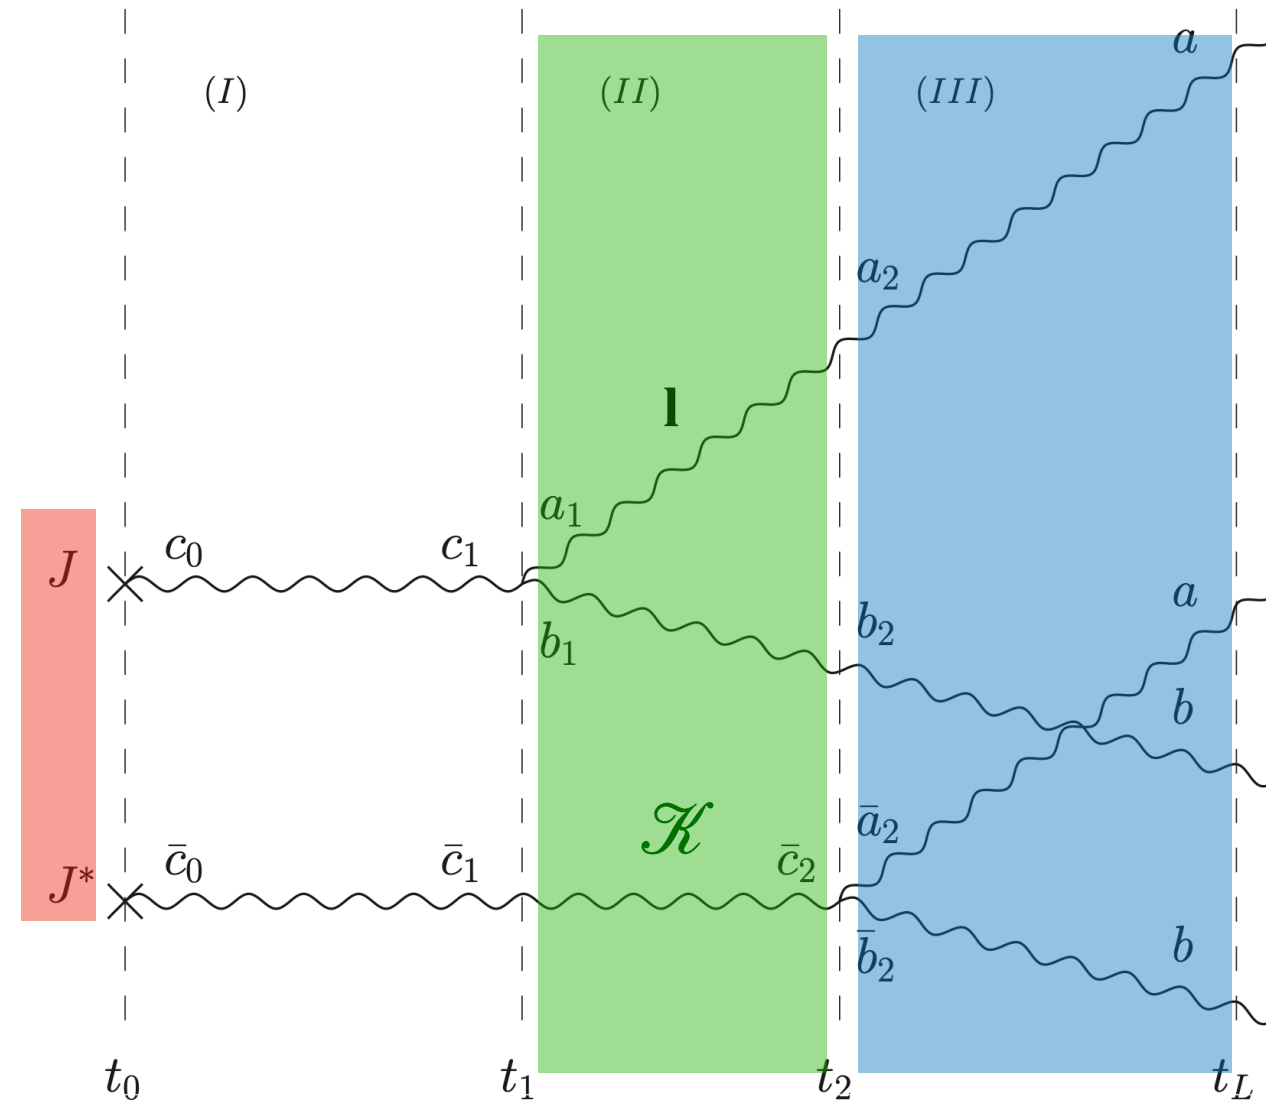 (I) (II) (III) a
a₂
l
a₁
J c₀ c₁ b₁ b₂ a
b
𝒦
ā₂
J* c̄₀ c̄₁ c̄₂ b̄₂ b
t₀ t₁ t₂ t_L